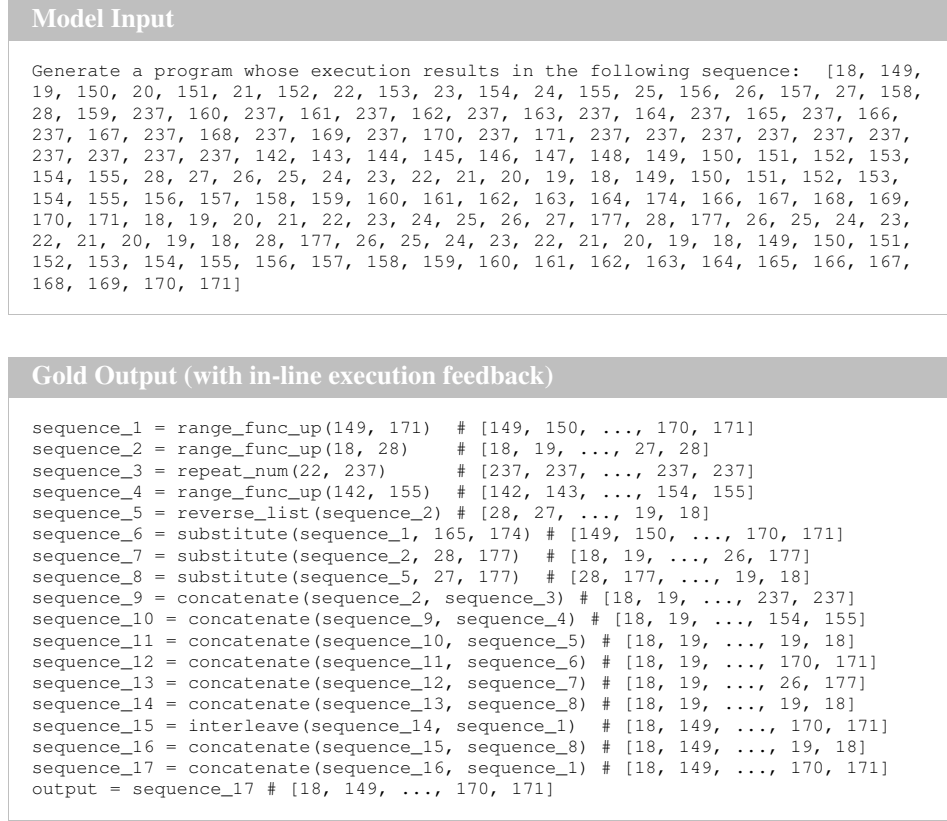 Model Input
Generate a program whose execution results in the following sequence: [18, 149,
19, 150, 20, 151, 21, 152, 22, 153, 23, 154, 24, 155, 25, 156, 26, 157, 27, 158,
28, 159, 237, 160, 237, 161, 237, 162, 237, 163, 237, 164, 237, 165, 237, 166,
237, 167, 237, 168, 237, 169, 237, 170, 237, 171, 237, 237, 237, 237, 237, 237,
237, 237, 237, 237, 142, 143, 144, 145, 146, 147, 148, 149, 150, 151, 152, 153,
154, 155, 28, 27, 26, 25, 24, 23, 22, 21, 20, 19, 18, 149, 150, 151, 152, 153,
154, 155, 156, 157, 158, 159, 160, 161, 162, 163, 164, 174, 166, 167, 168, 169,
170, 171, 18, 19, 20, 21, 22, 23, 24, 25, 26, 27, 177, 28, 177, 26, 25, 24, 23,
22, 21, 20, 19, 18, 28, 177, 26, 25, 24, 23, 22, 21, 20, 19, 18, 149, 150, 151,
152, 153, 154, 155, 156, 157, 158, 159, 160, 161, 162, 163, 164, 165, 166, 167,
168, 169, 170, 171]
Gold Output (with in-line execution feedback)
sequence_1 = range_func_up(149, 171) # [149, 150, ..., 170, 171]
sequence_2 = range_func_up(18, 28) # [18, 19, ..., 27, 28]
sequence_3 = repeat_num(22, 237) # [237, 237, ..., 237, 237]
sequence_4 = range_func_up(142, 155) # [142, 143, ..., 154, 155]
sequence_5 = reverse_list(sequence_2) # [28, 27, ..., 19, 18]
sequence_6 = substitute(sequence_1, 165, 174) # [149, 150, ..., 170, 171]
sequence_7 = substitute(sequence_2, 28, 177) # [18, 19, ..., 26, 177]
sequence_8 = substitute(sequence_5, 27, 177) # [28, 177, ..., 19, 18]
sequence_9 = concatenate(sequence_2, sequence_3) # [18, 19, ..., 237, 237]
sequence_10 = concatenate(sequence_9, sequence_4) # [18, 19, ..., 154, 155]
sequence_11 = concatenate(sequence_10, sequence_5) # [18, 19, ..., 19, 18]
sequence_12 = concatenate(sequence_11, sequence_6) # [18, 19, ..., 170, 171]
sequence_13 = concatenate(sequence_12, sequence_7) # [18, 19, ..., 26, 177]
sequence_14 = concatenate(sequence_13, sequence_8) # [18, 19, ..., 19, 18]
sequence_15 = interleave(sequence_14, sequence_1) # [18, 149, ..., 170, 171]
sequence_16 = concatenate(sequence_15, sequence_8) # [18, 149, ..., 19, 18]
sequence_17 = concatenate(sequence_16, sequence_1) # [18, 149, ..., 170, 171]
output = sequence_17 # [18, 149, ..., 170, 171]